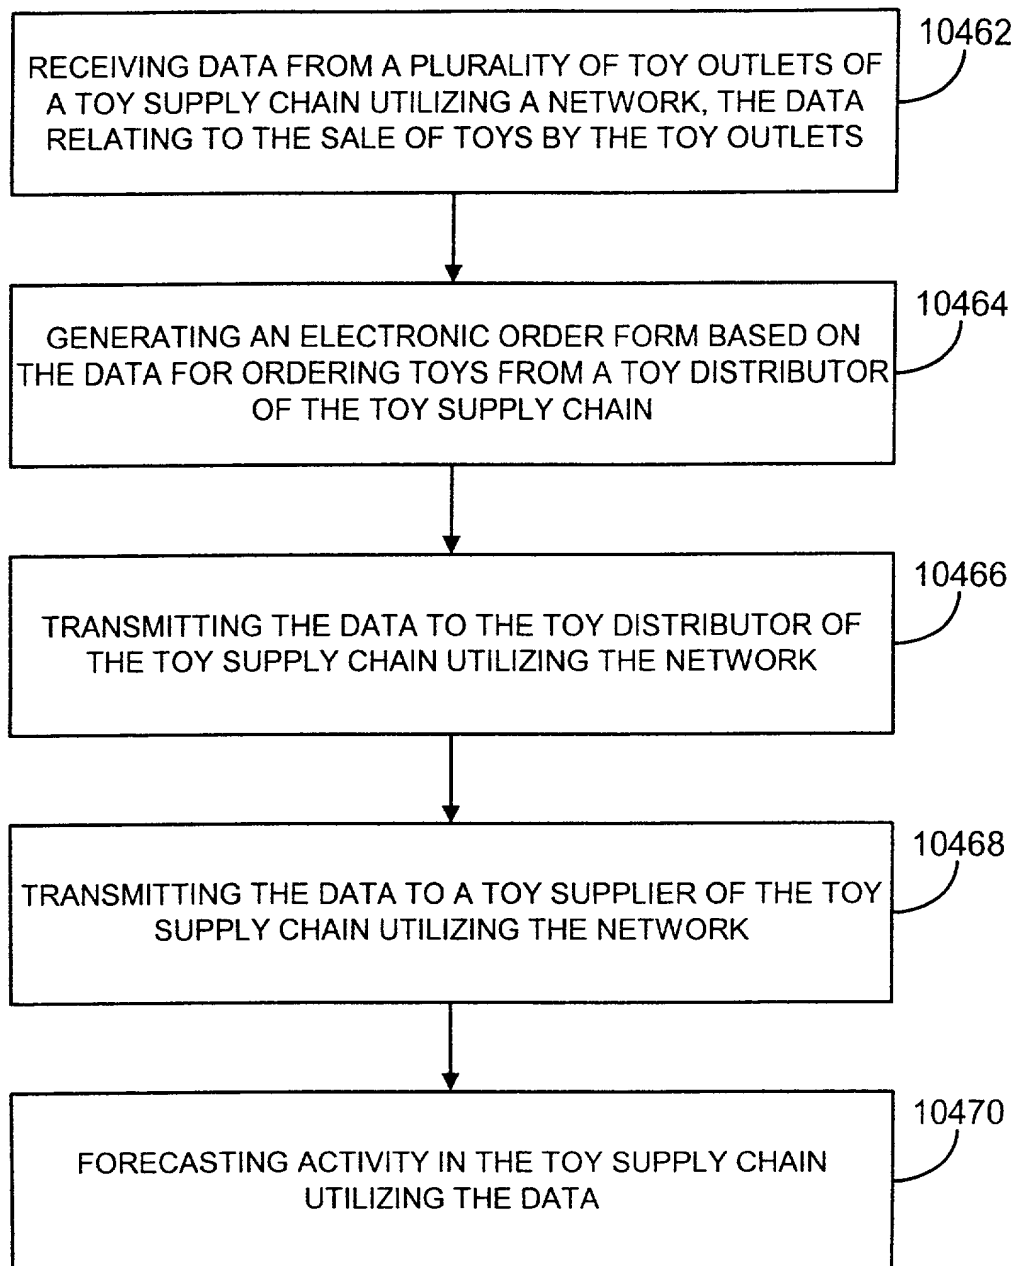 10462
RECEIVING DATA FROM A PLURALITY OF TOY OUTLETS OF
A TOY SUPPLY CHAIN UTILIZING A NETWORK, THE DATA
RELATING TO THE SALE OF TOYS BY THE TOY OUTLETS
10464
GENERATING AN ELECTRONIC ORDER FORM BASED ON
THE DATA FOR ORDERING TOYS FROM A TOY DISTRIBUTOR
OF THE TOY SUPPLY CHAIN
10466
TRANSMITTING THE DATA TO THE TOY DISTRIBUTOR OF
THE TOY SUPPLY CHAIN UTILIZING THE NETWORK
10468
TRANSMITTING THE DATA TO A TOY SUPPLIER OF THE TOY
SUPPLY CHAIN UTILIZING THE NETWORK
10470
FORECASTING ACTIVITY IN THE TOY SUPPLY CHAIN
UTILIZING THE DATA